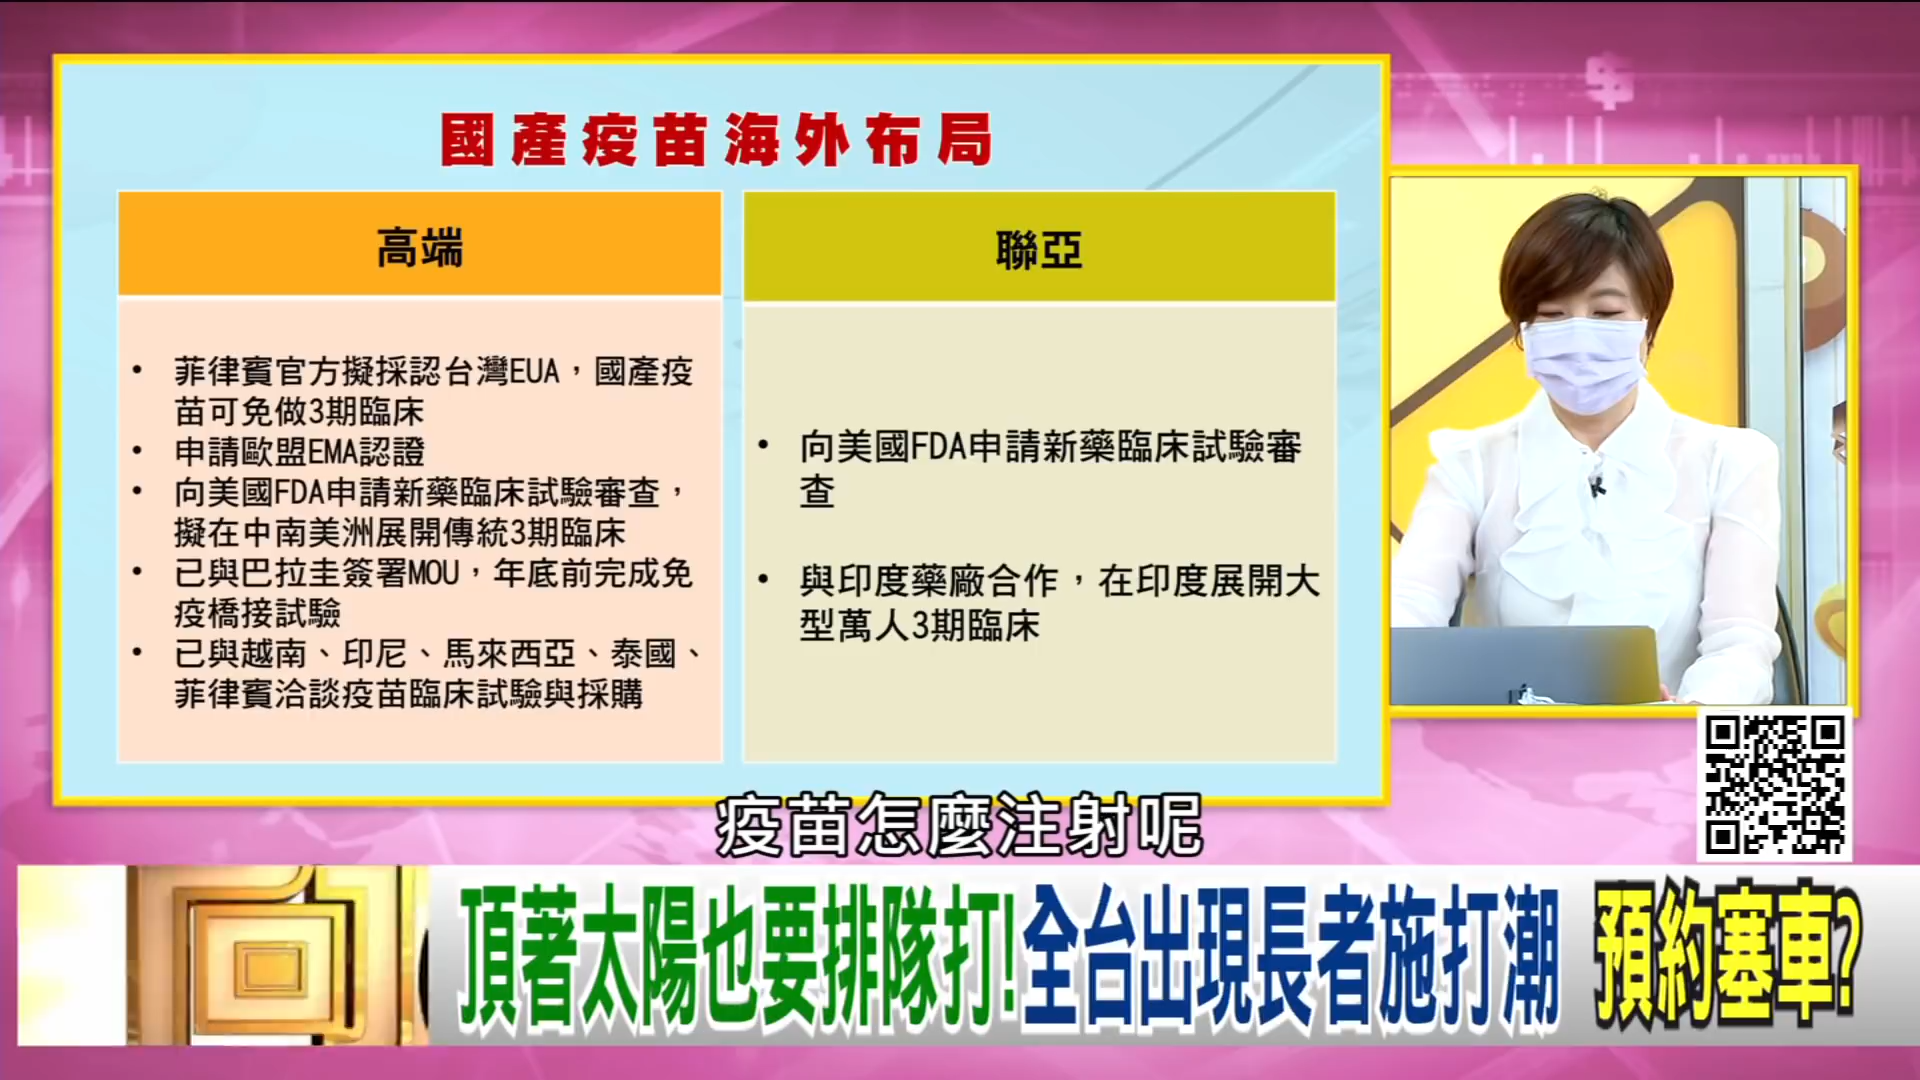 國產疫苗海外布局
高端
• 菲律賓官方擬採認台灣EUA，國產疫
苗可免做3期臨床
• 申請歐盟EMA認證
• 向美國FDA申請新藥臨床試驗審查，
擬在中南美洲展開傳統3期臨床
• 已與巴拉圭簽署MOU，年底前完成免
疫橋接試驗
• 已與越南、印尼、馬來西亞、泰國、
菲律賓洽談疫苗臨床試驗與採購
聯亞
• 向美國FDA申請新藥臨床試驗審
查
• 與印度藥廠合作，在印度展開大
型萬人3期臨床
疫苗怎麼注射呢
頂著太陽也要排隊打!全台出現長者施打潮 預約塞車?